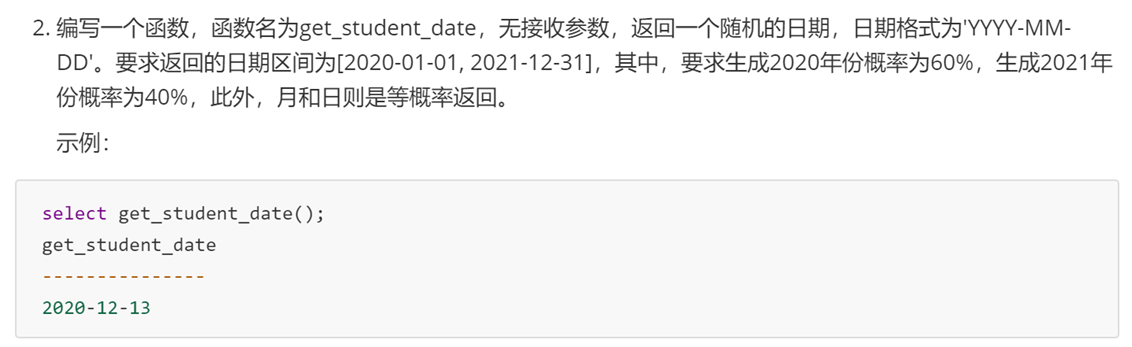 2. 编写一个函数，函数名为get_student_date，无接收参数，返回一个随机的日期，日期格式为'YYYY-MM-
DD'。要求返回的日期区间为[2020-01-01, 2021-12-31]，其中，要求生成2020年份概率为60%，生成2021年
份概率为40%，此外，月和日则是等概率返回。
示例：
select get_student_date();
get_student_date
---------------
2020-12-13